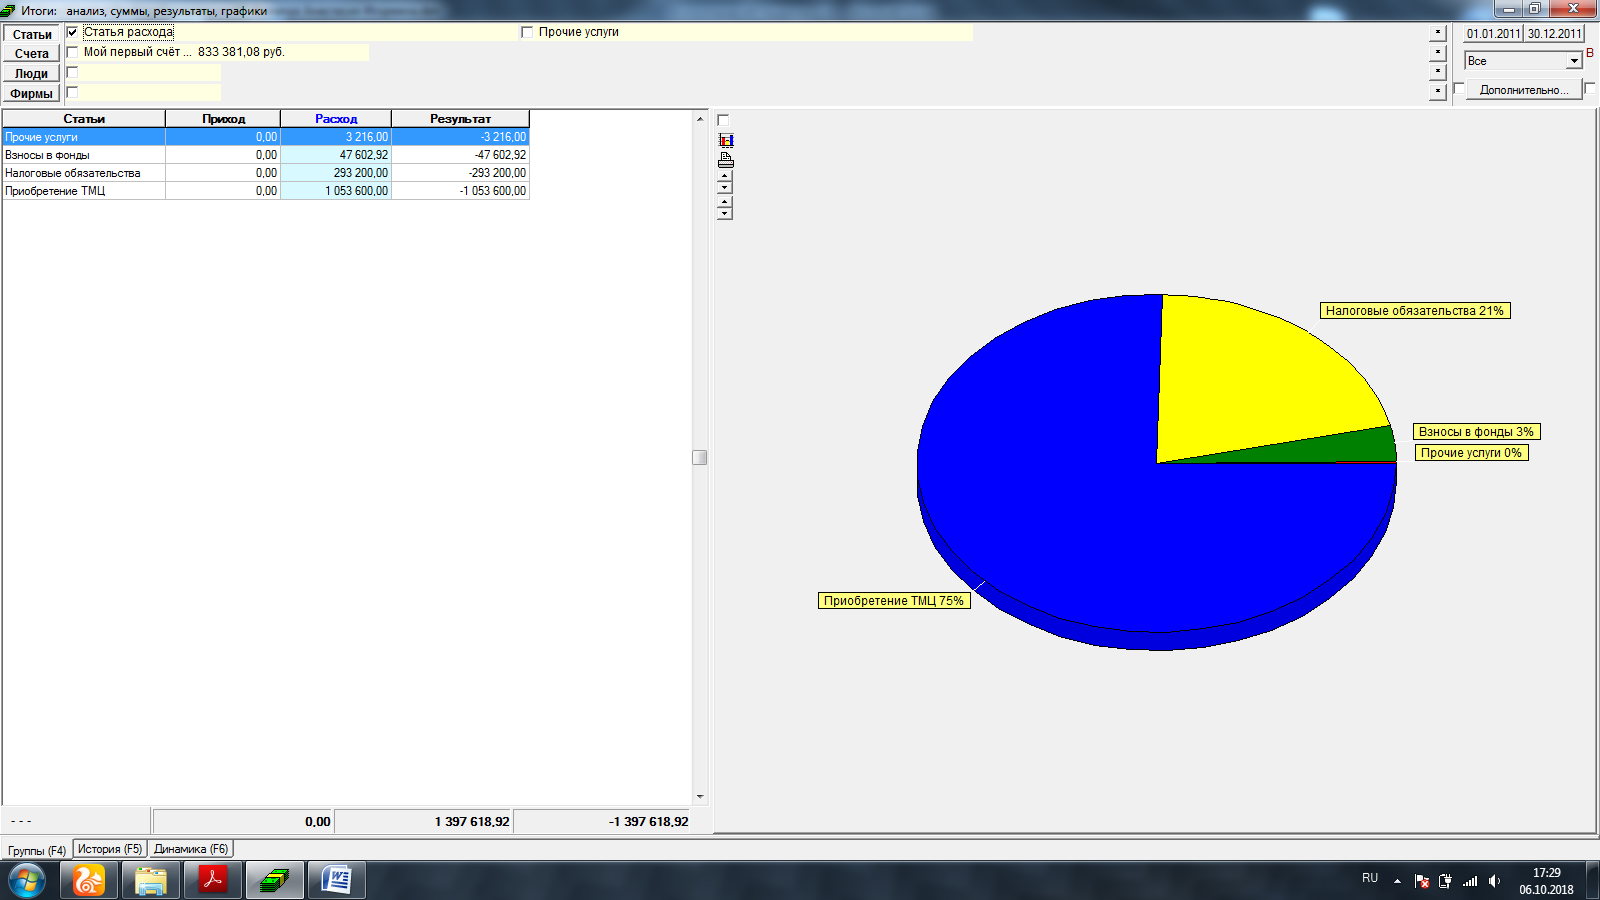 Итоги: анализ, суммы, результаты, графики
Статьи
Статья расхода
Прочие услуги
01.01.2011 30.12.2011
Счета
Мой первый счёт ... 833 381,08 руб.
Все
В
Люди
Фирмы
Дополнительно...
Статьи Приход Расход Результат
Прочие услуги 0,00 3 216,00 -3 216,00
Взносы в фонды 0,00 47 602,92 -47 602,92
Налоговые обязательства 0,00 293 200,00 -293 200,00
Приобретение ТМЦ 0,00 1 053 600,00 -1 053 600,00
Налоговые обязательства 21%
Взносы в фонды 3%
Прочие услуги 0%
Приобретение ТМЦ 75%
- - - 0,00 1 397 618,92 -1 397 618,92
Группы (F4) История (F5) Динамика (F6)
RU
17:29
06.10.2018